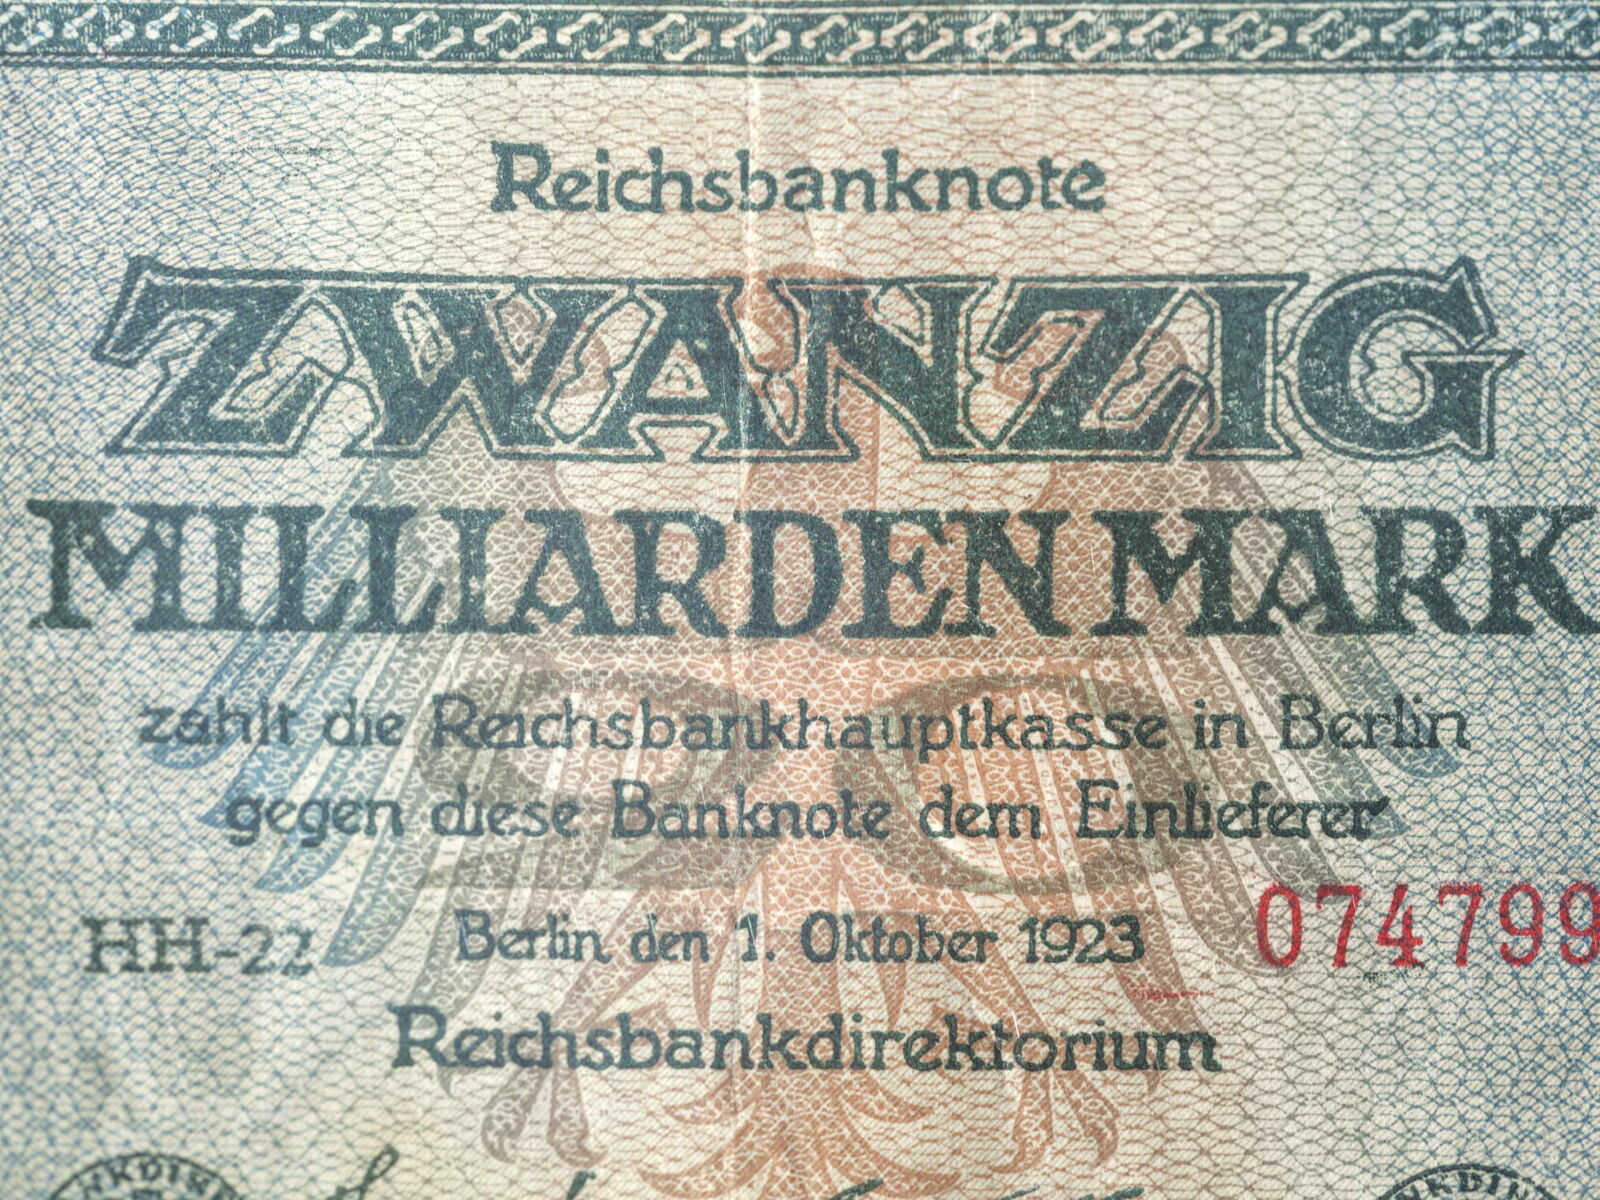 Reichsbanknote
ZWANZIG
MILLIARDEN MARK
zahlt die Reichsbankhauptkasse in Berlin
gegen diese Banknote dem Einlieferer
HH-22 Berlin den 1. Oktober 1923 074799
Reichsbankdirektorium